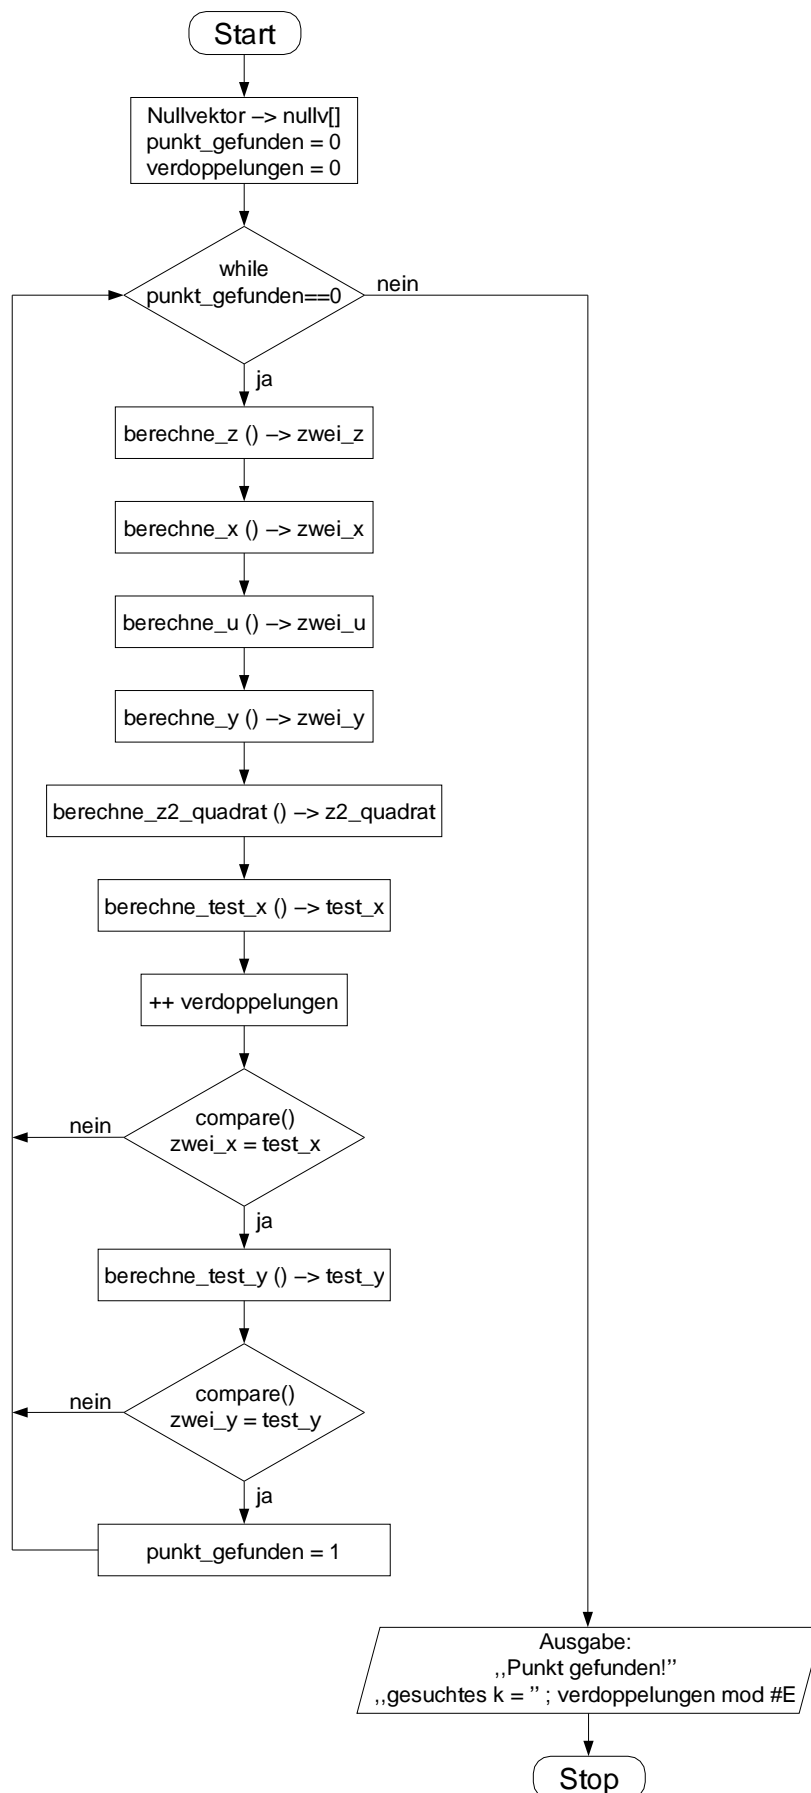 Start
Nullvektor –> nullv[]
punkt_gefunden = 0
verdoppelungen = 0
while
punkt_gefunden==0
nein
ja
berechne_z () –> zwei_z
berechne_x () –> zwei_x
berechne_u () –> zwei_u
berechne_y () –> zwei_y
berechne_z2_quadrat () –> z2_quadrat
berechne_test_x () –> test_x
++ verdoppelungen
nein
compare()
zwei_x = test_x
ja
berechne_test_y () –> test_y
nein
compare()
zwei_y = test_y
ja
punkt_gefunden = 1
Ausgabe:
,,Punkt gefunden!’’
,,gesuchtes k = ’’ ; verdoppelungen mod #E
Stop